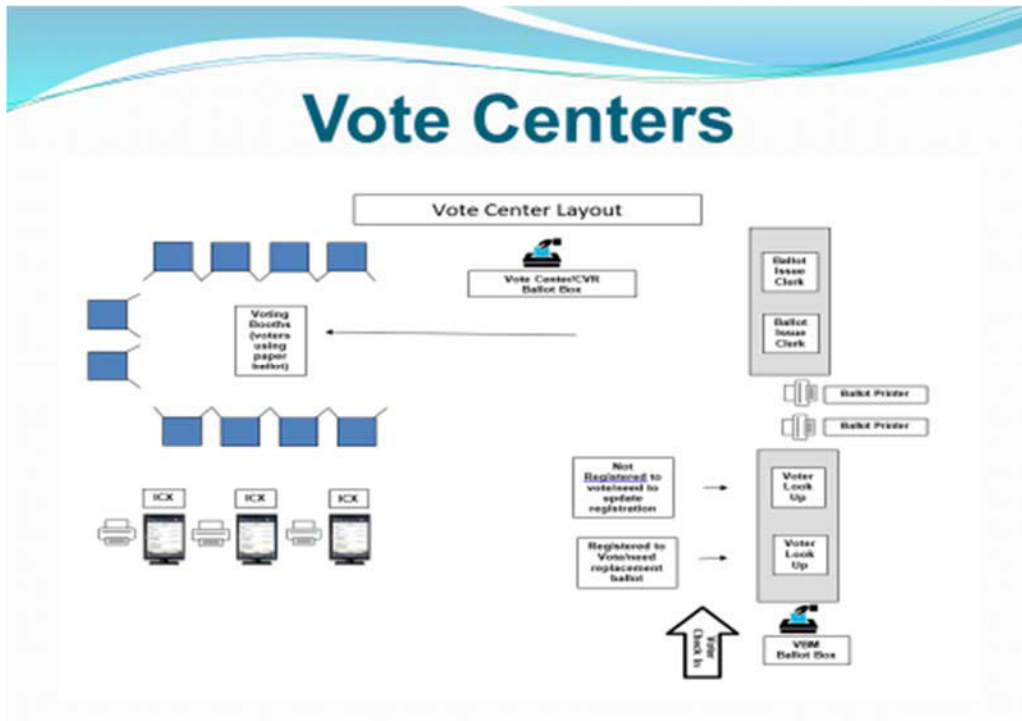 Vote Centers
Vote Center Layout
Vote Center/CVR
Ballot Box
Ballot
Issue
Clerk
Ballot
Issue
Clerk
Voting
Booths
(voters
using
paper
ballot)
Ballot Printer
Ballot Printer
Not
Registered to
vote/need to
update
registration
Voter
Look
Up
ICX
ICX
ICX
Registered to
Vote/need
replacement
ballot
Voter
Look
Up
Voter
Check In
VBM
Ballot Box